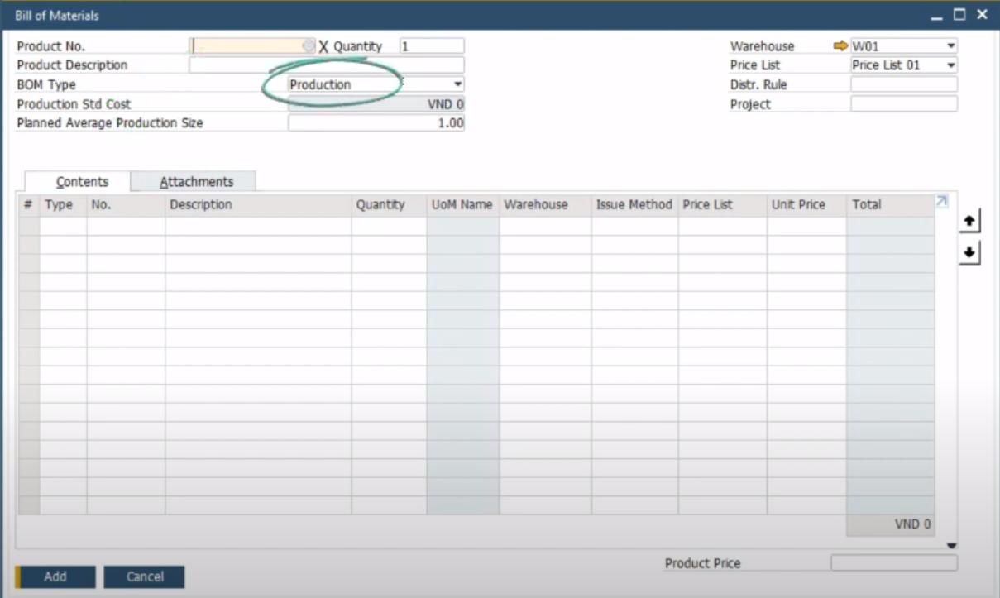 Bill of Materials
Product No. X Quantity 1 Warehouse W01
Product Description Price List Price List 01
BOM Type Production Distr. Rule
Production Std Cost VND 0 Project
Planned Average Production Size 1.00
Contents Attachments
# Type No. Description Quantity UoM Name Warehouse Issue Method Price List Unit Price Total
VND 0
Product Price
Add Cancel